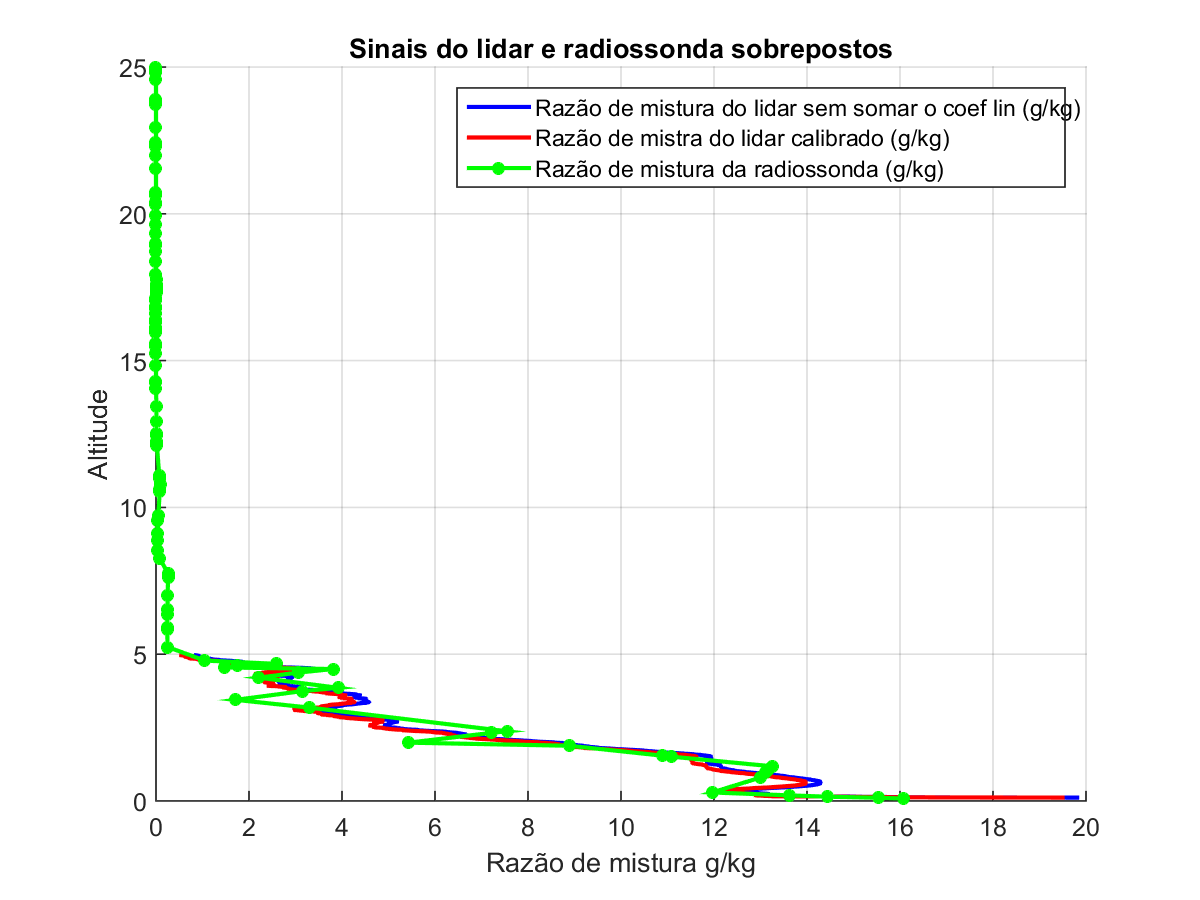 Sinais do lidar e radiossonda sobrepostos
Razão de mistura do lidar sem somar o coef lin (g/kg)
Razão de mistra do lidar calibrado (g/kg)
Razão de mistura da radiossonda (g/kg)
25
20
15
10
5
0
Altitude
0 2 4 6 8 10 12 14 16 18 20
Razão de mistura g/kg